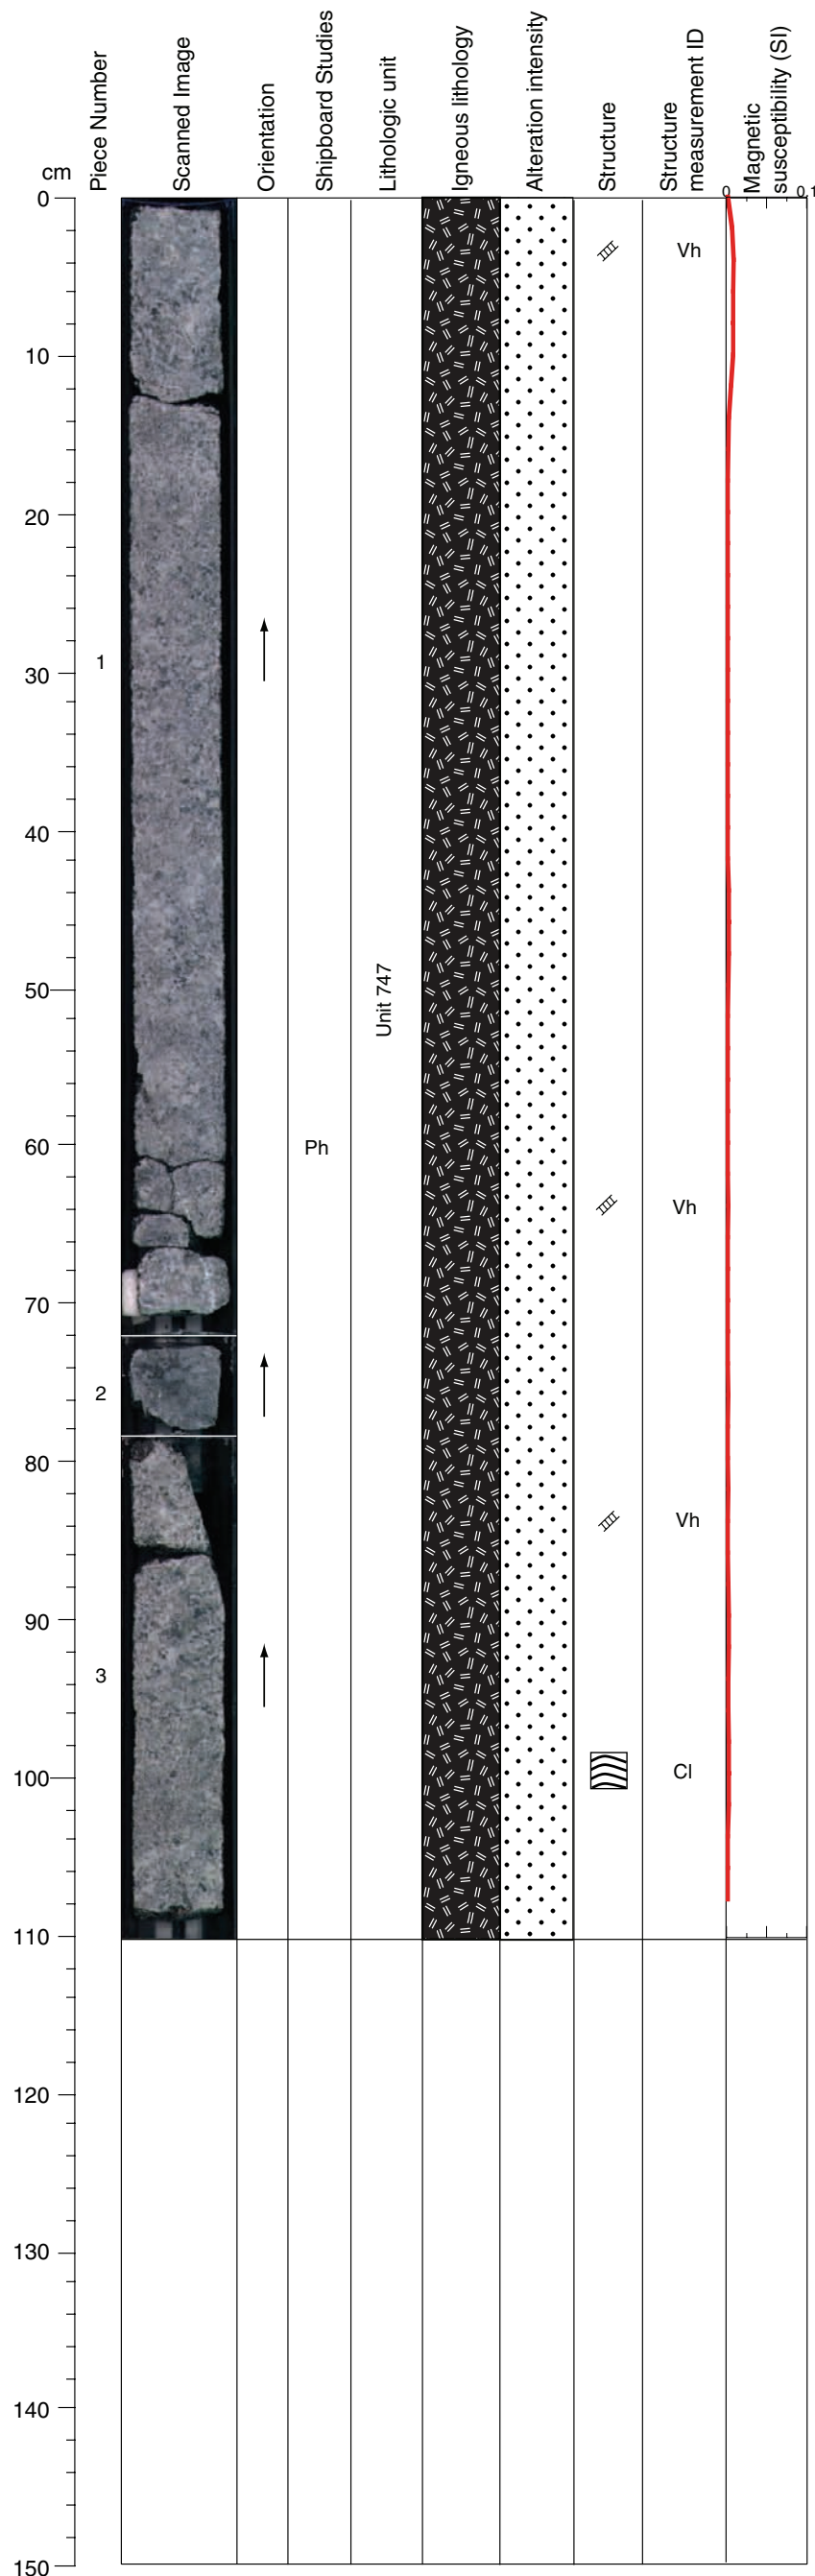 cm
Piece Number
Scanned Image
Orientation
Shipboard Studies
Lithologic unit
Igneous lithology
Alteration intensity
Structure
Structure
measurement ID
Magnetic
susceptibility (SI)
0 0.1
0
Vh
10
20
1
30
40
50
Unit 747
60
Ph
Vh
70
2
80
Vh
90
3
100
Cl
110
120
130
140
150